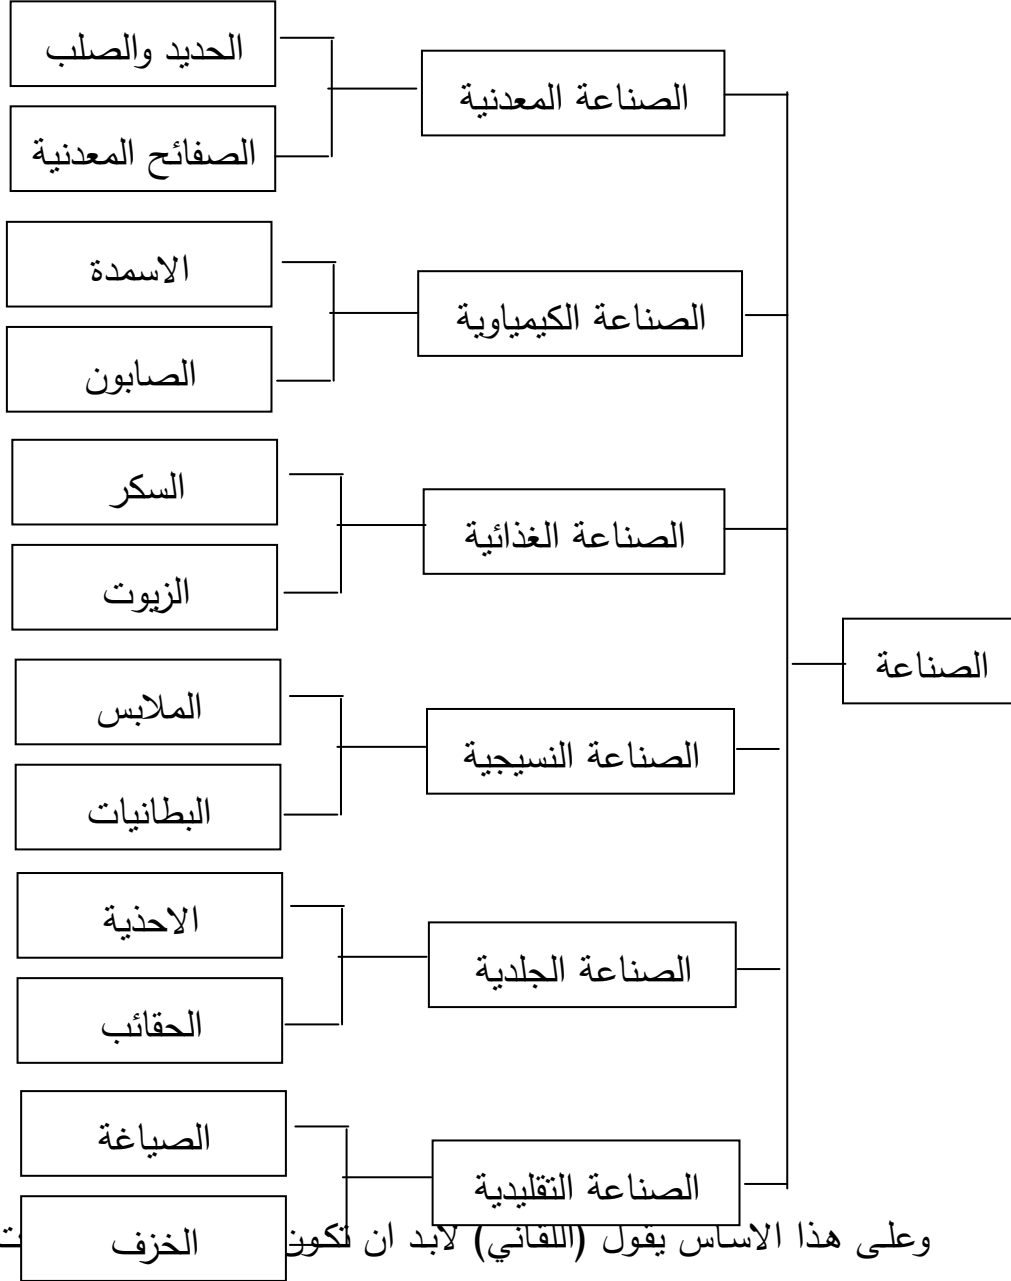 الحديد والصلب
الصناعة المعدنية
الصفائح المعدنية
الاسمدة
الصناعة الكيمياوية
الصابون
السكر
الصناعة الغذائية
الزيوت
الصناعة
الملابس
الصناعة النسيجية
البطانيات
الاحذية
الصناعة الجلدية
الحقائب
الصياغة
الصناعة التقليدية
الخزف
وعلى هذا الاساس يقول (اللقاني) لابد ان تكون